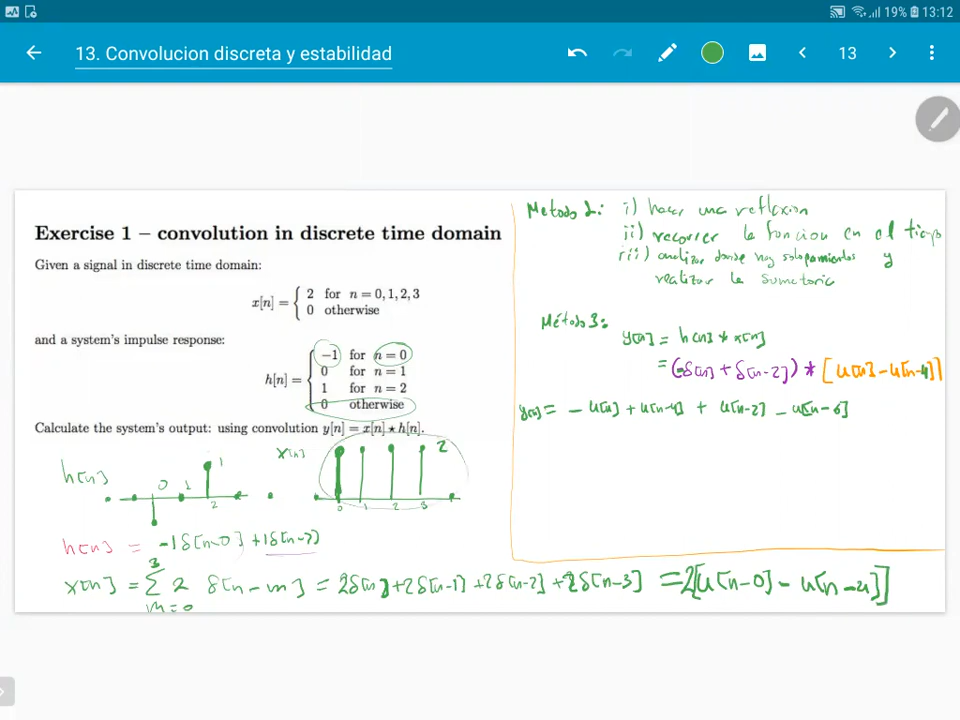 19% 13:12
13. Convolucion discreta y estabilidad
13
Exercise 1 – convolution in discrete time domain
Given a signal in discrete time domain:
x[n] = { 2 for n = 0, 1, 2, 3
0 otherwise
and a system's impulse response:
h[n] = { −1 for n = 0
0 for n = 1
1 for n = 2
0 otherwise
Calculate the system's output: using convolution y[n] = x[n] ⋆ h[n].
h[n] 0 1 1 2
x[n] 2 0 1 2 3
h[n] = -1δ[n-0] + 1δ[n-2]
x[n] = Σ 3 m=0 2 δ[n-m] = 2δ[n] + 2δ[n-1] + 2δ[n-2] + 2δ[n-3] = 2[u[n-0] - u[n-4]]
Metodo 2: i) hacer una reflexion
ii) recorrer la funcion en el tiempo
iii) analizar donde hay solapamientos y
realizar la sumatoria
Método 3:
y[n] = h[n] * x[n]
= (-δ[n] + δ[n-2]) * [u[n] - u[n-4]]
y[n] = - u[n] + u[n-4] + u[n-2] - u[n-6]